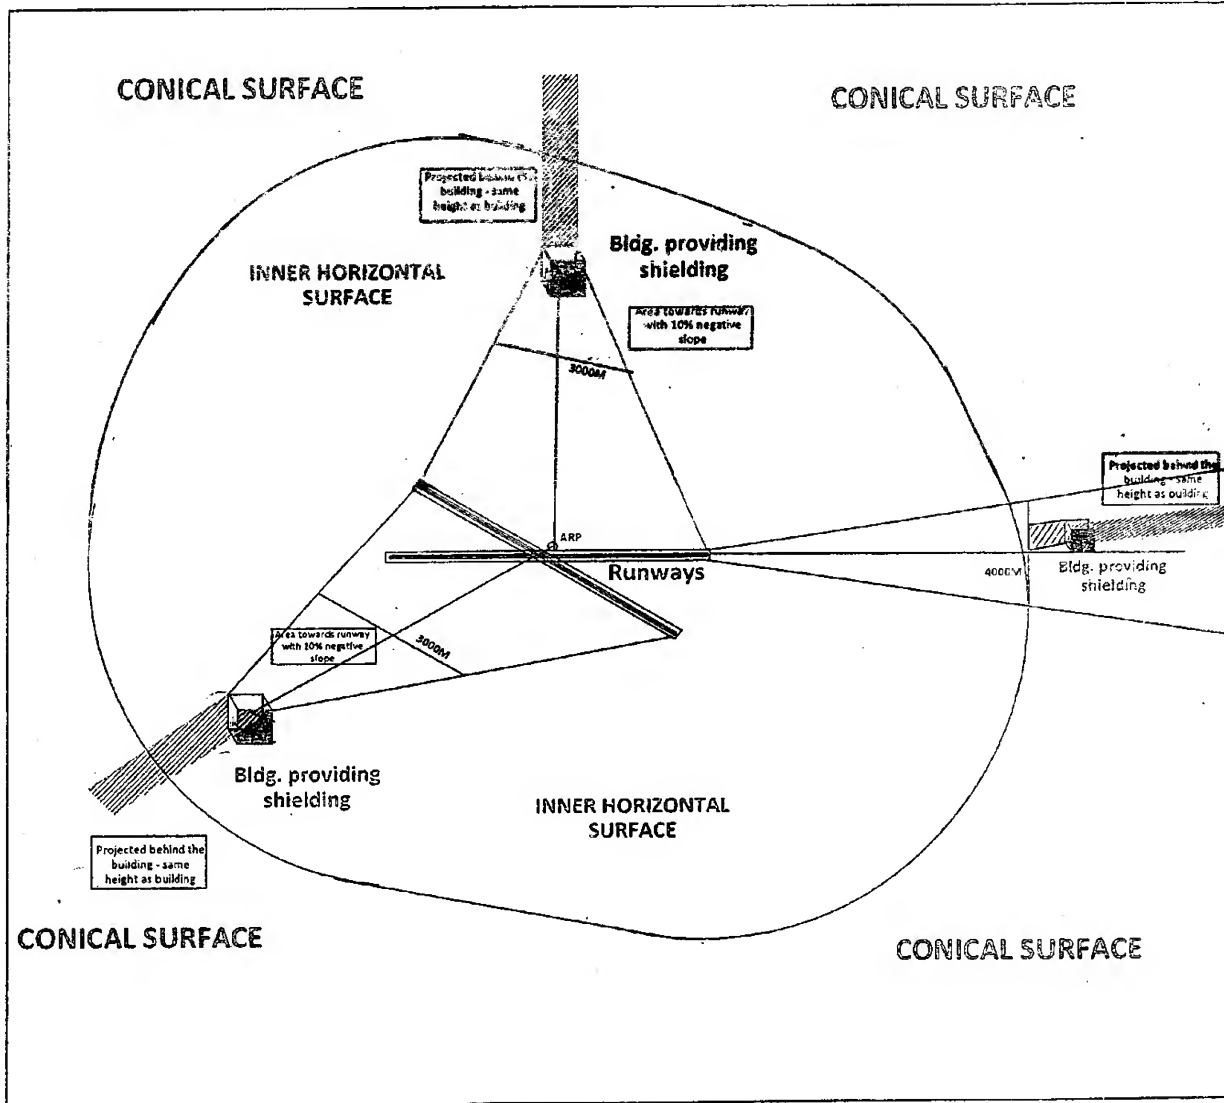 CONICAL SURFACE
CONICAL SURFACE
Projected behind the
building - same
height as building
Bldg. providing
shielding
INNER HORIZONTAL
SURFACE
Area towards runway
with 10% negative
slope
3000M
Projected behind the
building - same
height as building
ARP
Runways
4000M
Bldg. providing
shielding
Area towards runway
with 10% negative
slope
3000M
Bldg. providing
shielding
INNER HORIZONTAL
SURFACE
Projected behind the
building - same
height as building
CONICAL SURFACE
CONICAL SURFACE